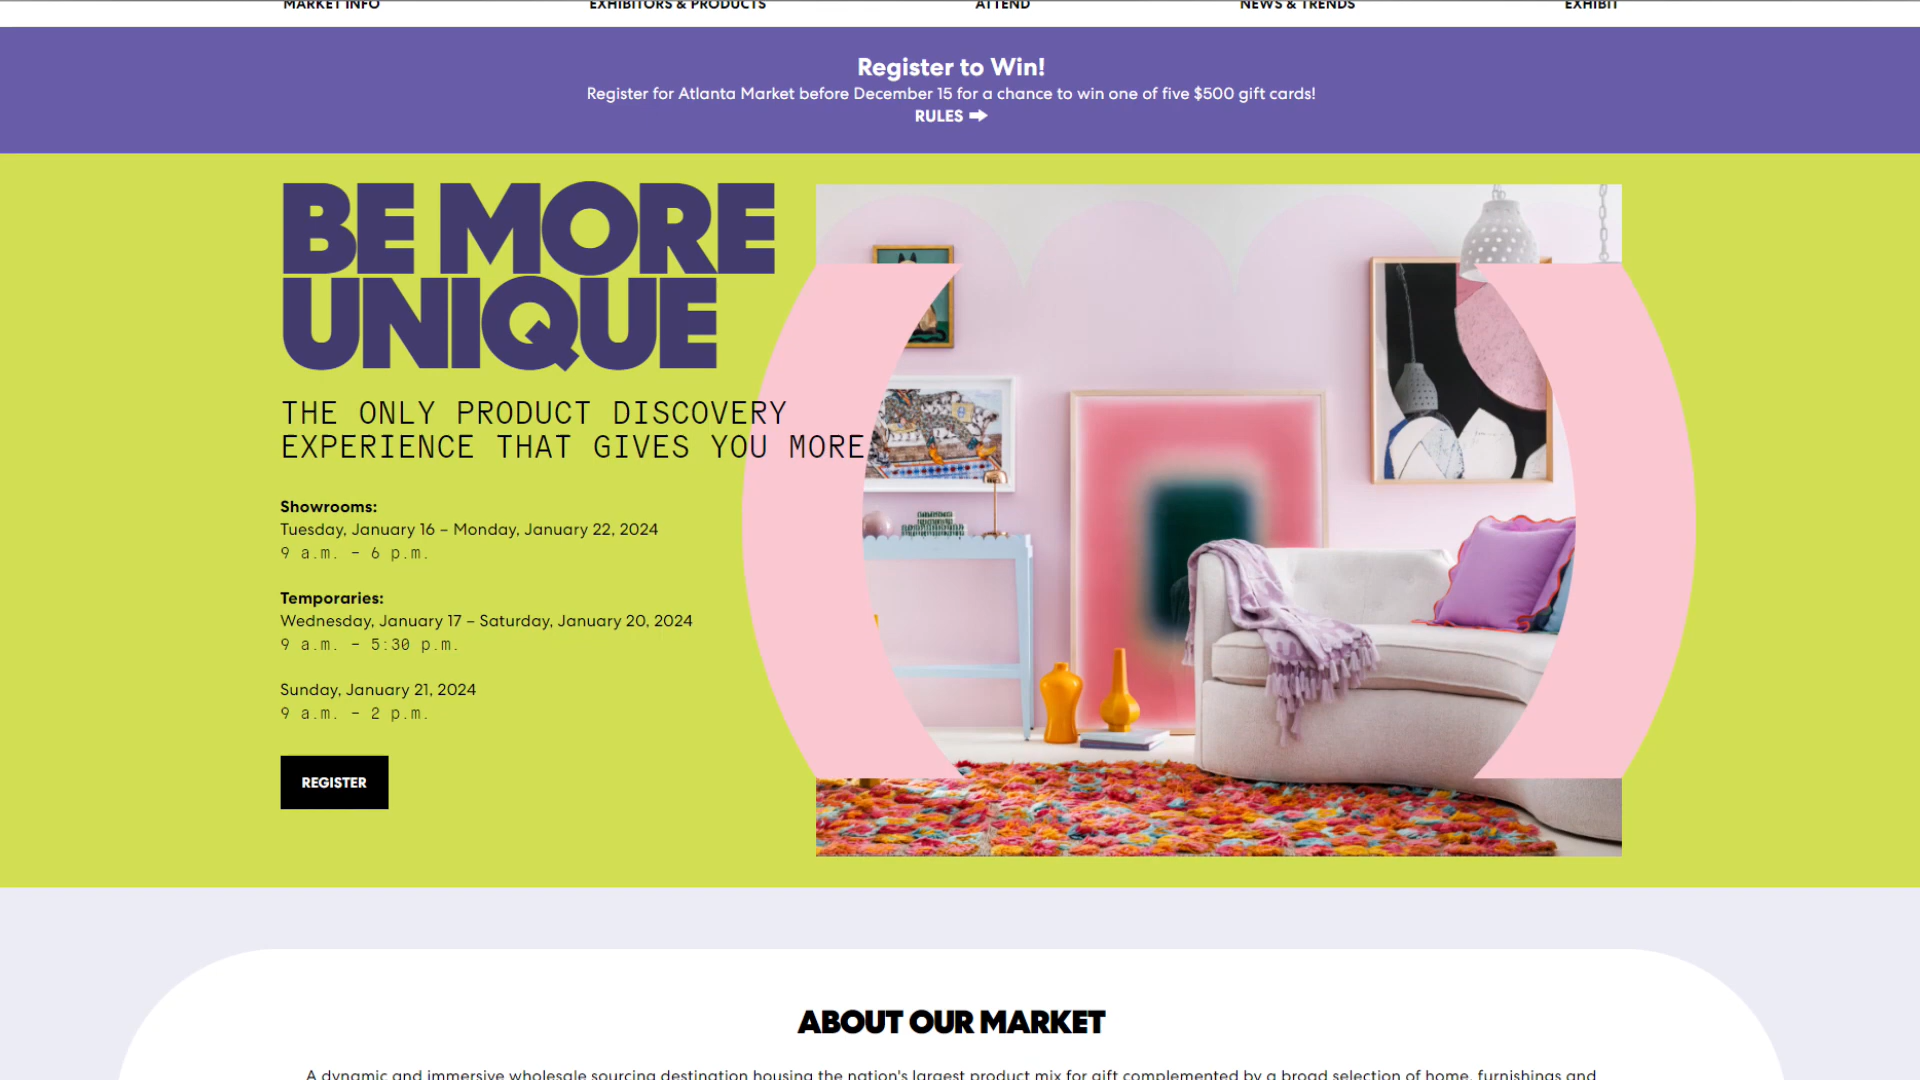 MARKET INFO
EXHIBITORS & PRODUCTS
ATTEND
NEWS & TRENDS
EXHIBIT
Register to Win!
Register for Atlanta Market before December 15 for a chance to win one of five $500 gift cards!
RULES
BE MORE
UNIQUE
THE ONLY PRODUCT DISCOVERY
EXPERIENCE THAT GIVES YOU MORE
Showrooms:
Tuesday, January 16 – Monday, January 22, 2024
9 a.m. – 6 p.m.
Temporaries:
Wednesday, January 17 – Saturday, January 20, 2024
9 a.m. – 5:30 p.m.
Sunday, January 21, 2024
9 a.m. – 2 p.m.
REGISTER
ABOUT OUR MARKET
A dynamic and immersive wholesale sourcing destination housing the nation's largest product mix for gift complemented by a broad selection of home, furnishings and